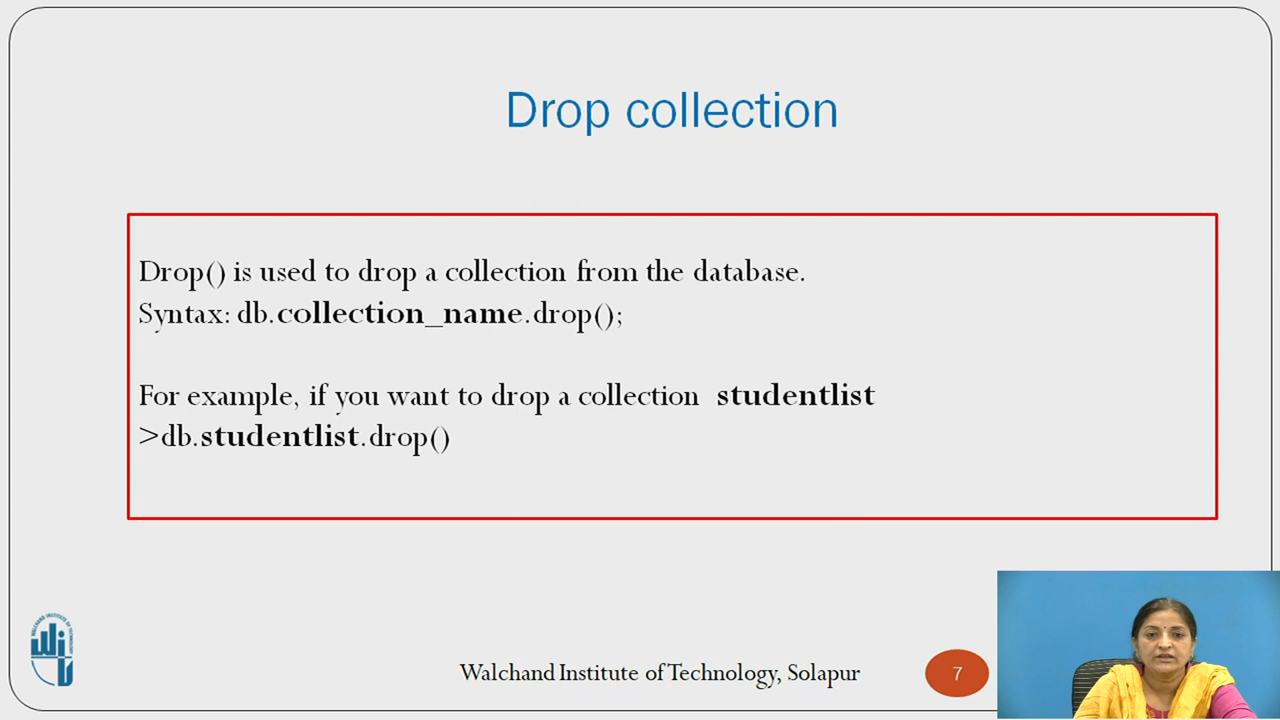 Drop collection
Drop() is used to drop a collection from the database.
Syntax: db.collection_name.drop();
For example, if you want to drop a collection studentlist
>db.studentlist.drop()
Walchand Institute of Technology, Solapur
7